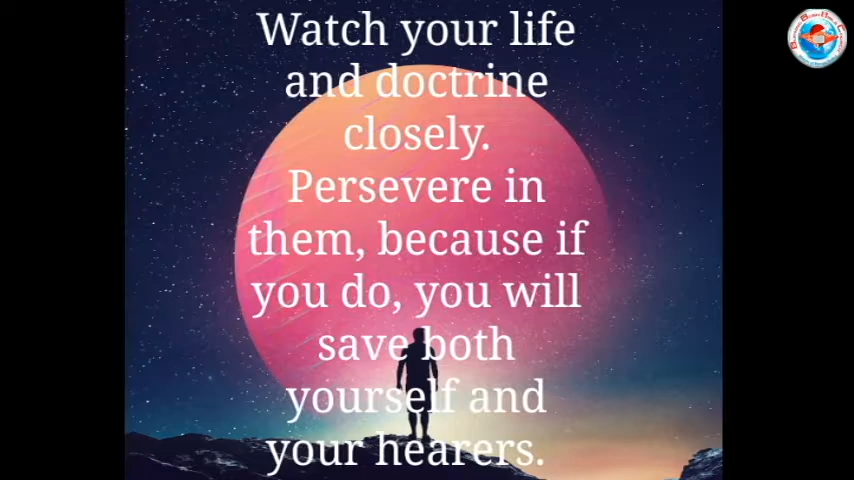 Watch your life
and doctrine
closely.
Persevere in
them, because if
you do, you will
save both
yourself and
your hearers.